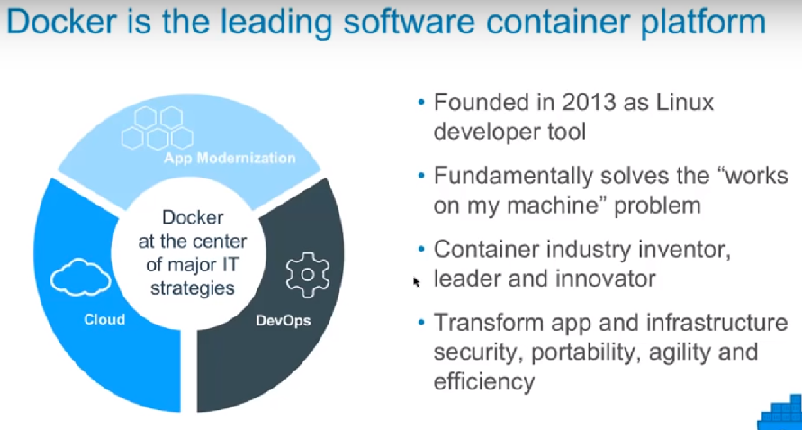 Docker is the leading software container platform
App Modernization
Docker
at the center
of major IT
strategies
Cloud
DevOps
• Founded in 2013 as Linux
developer tool
• Fundamentally solves the “works
on my machine” problem
• Container industry inventor,
leader and innovator
• Transform app and infrastructure
security, portability, agility and
efficiency